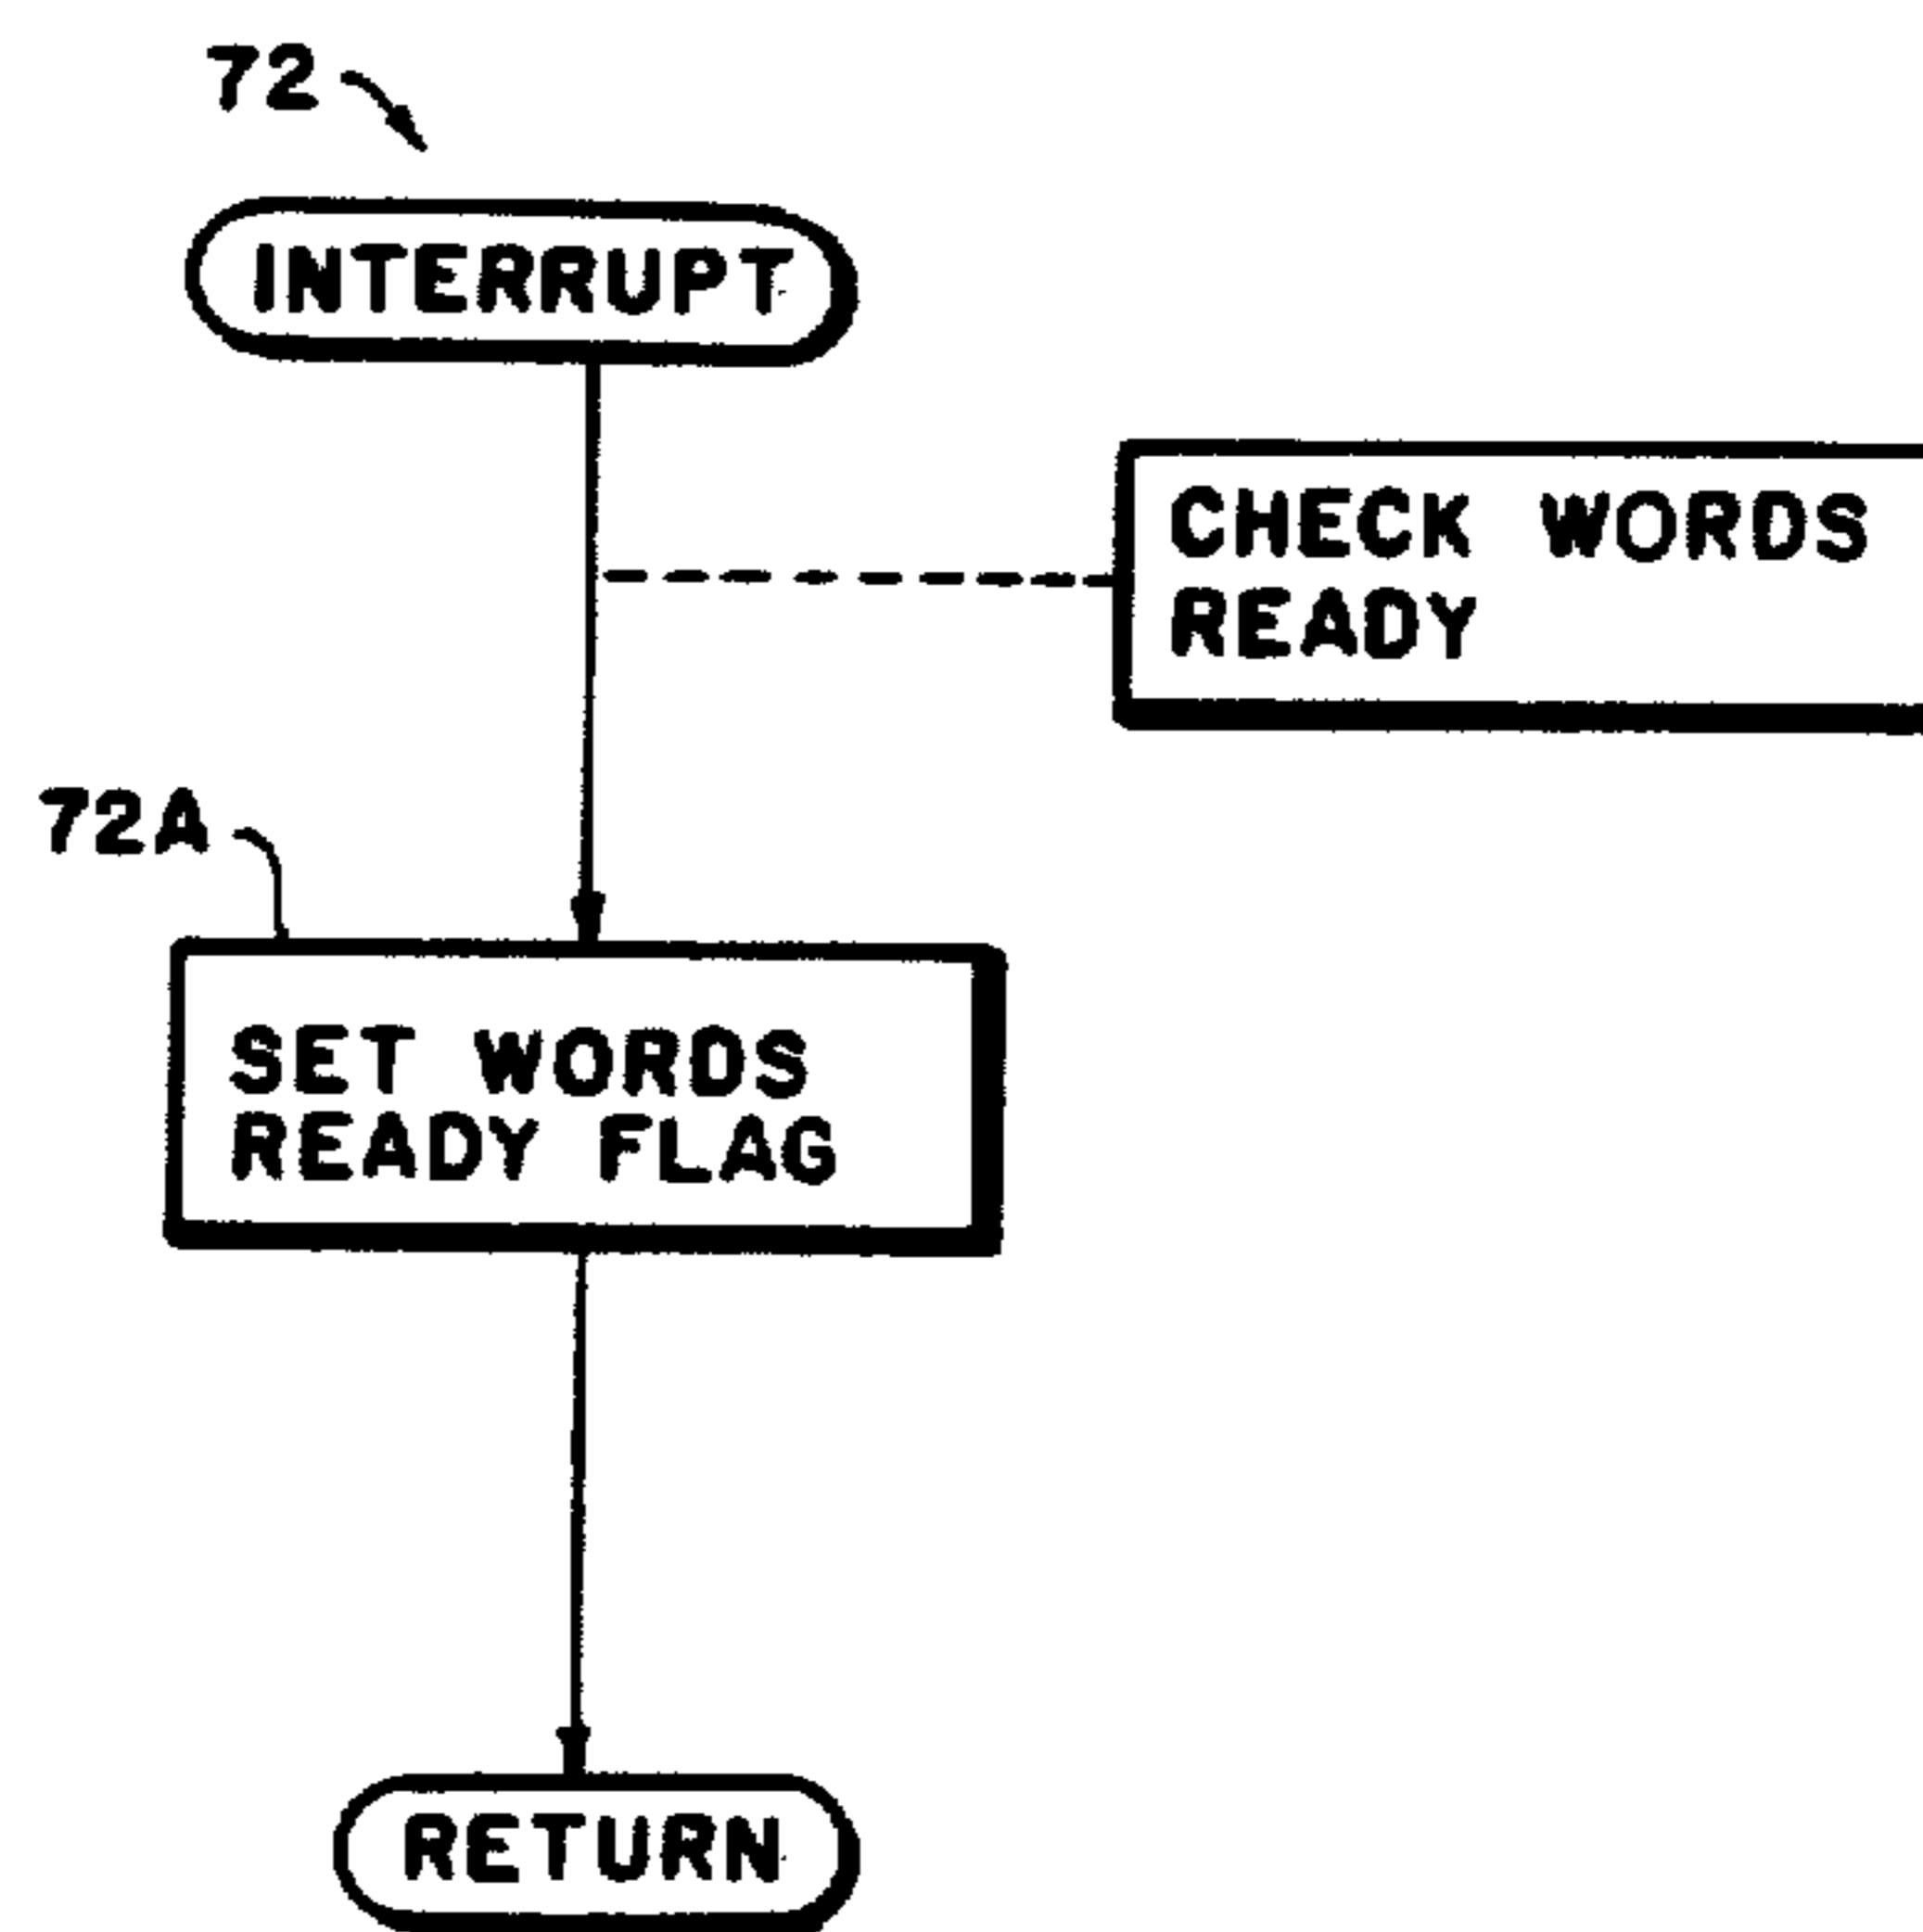 72
INTERRUPT
CHECK WORDS
READY
72A
SET WORDS
READY FLAG
RETURN